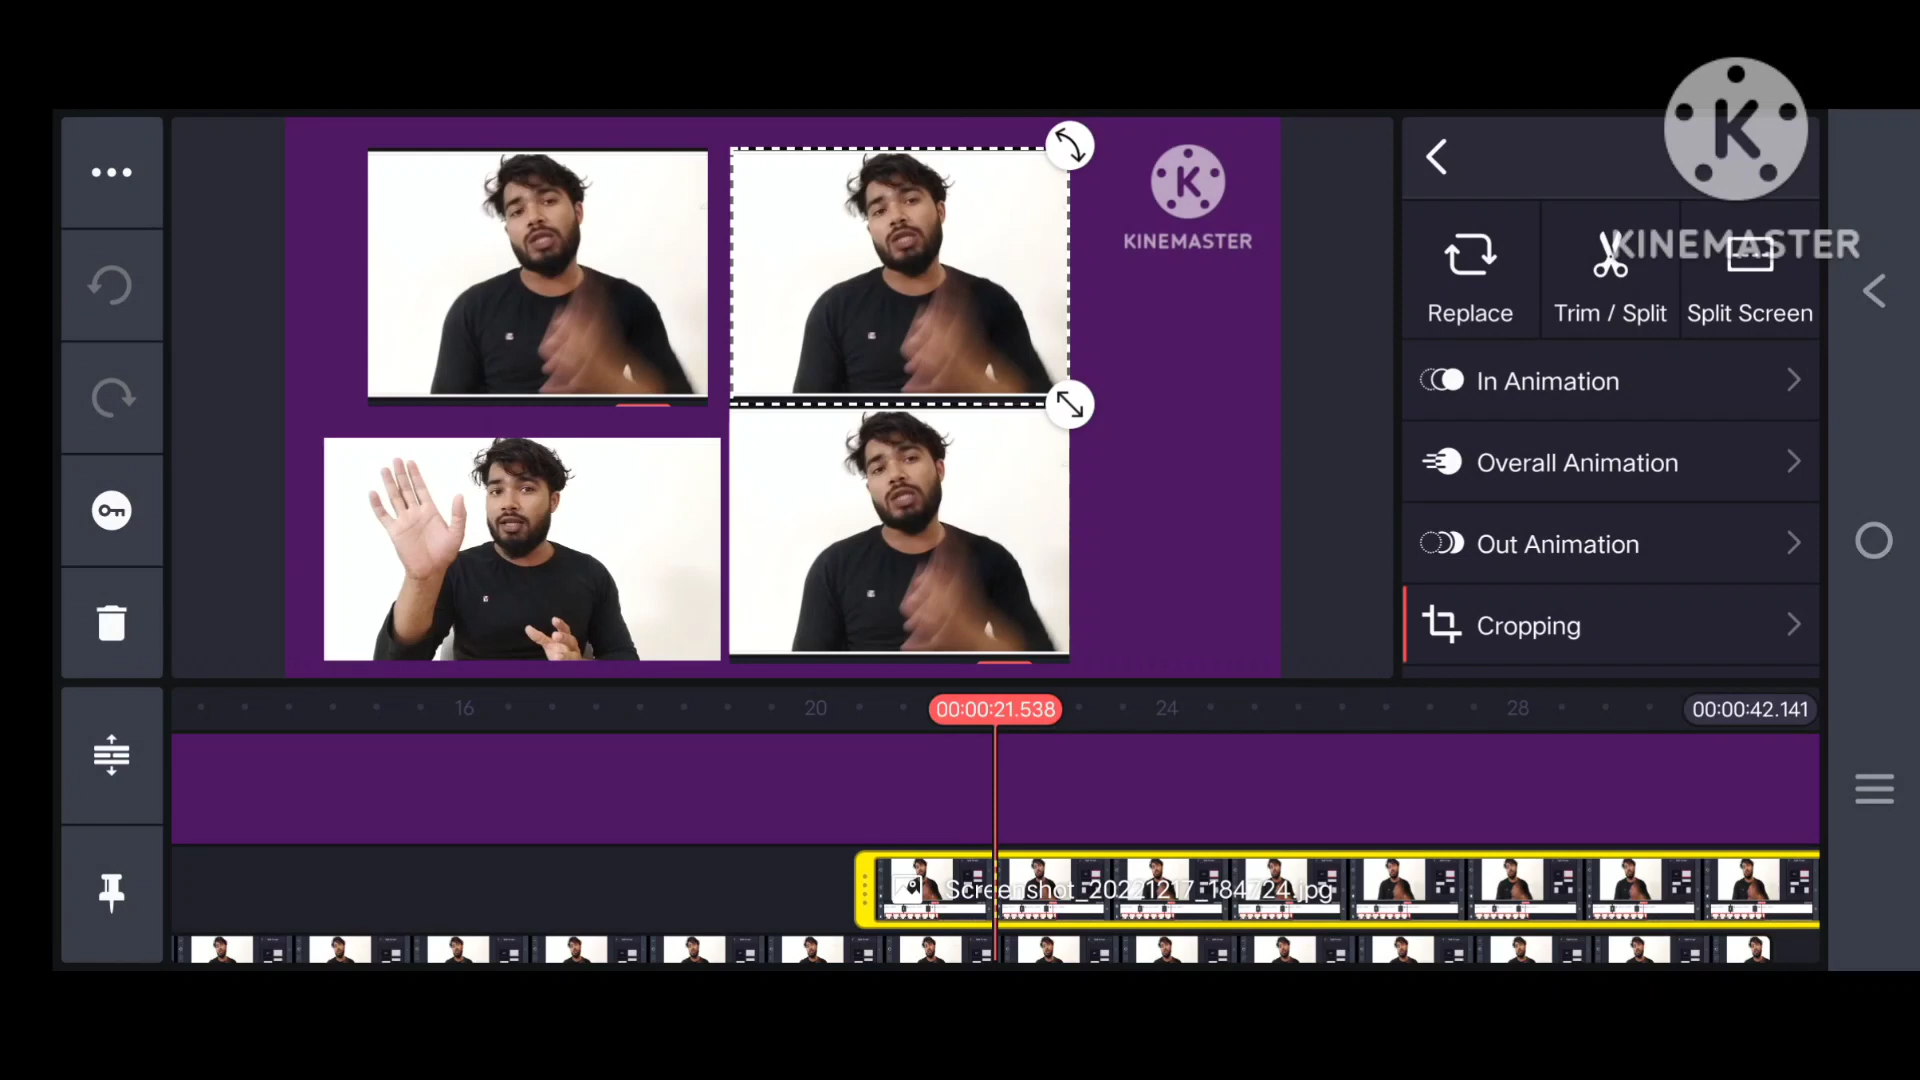 KINEMASTER
KINEMASTER
Replace
Trim / Split
Split Screen
In Animation
Overall Animation
Out Animation
Cropping
16
20
00:00:21.538
24
28
00:00:42.141
Screenshot_20221217_184724.jpg